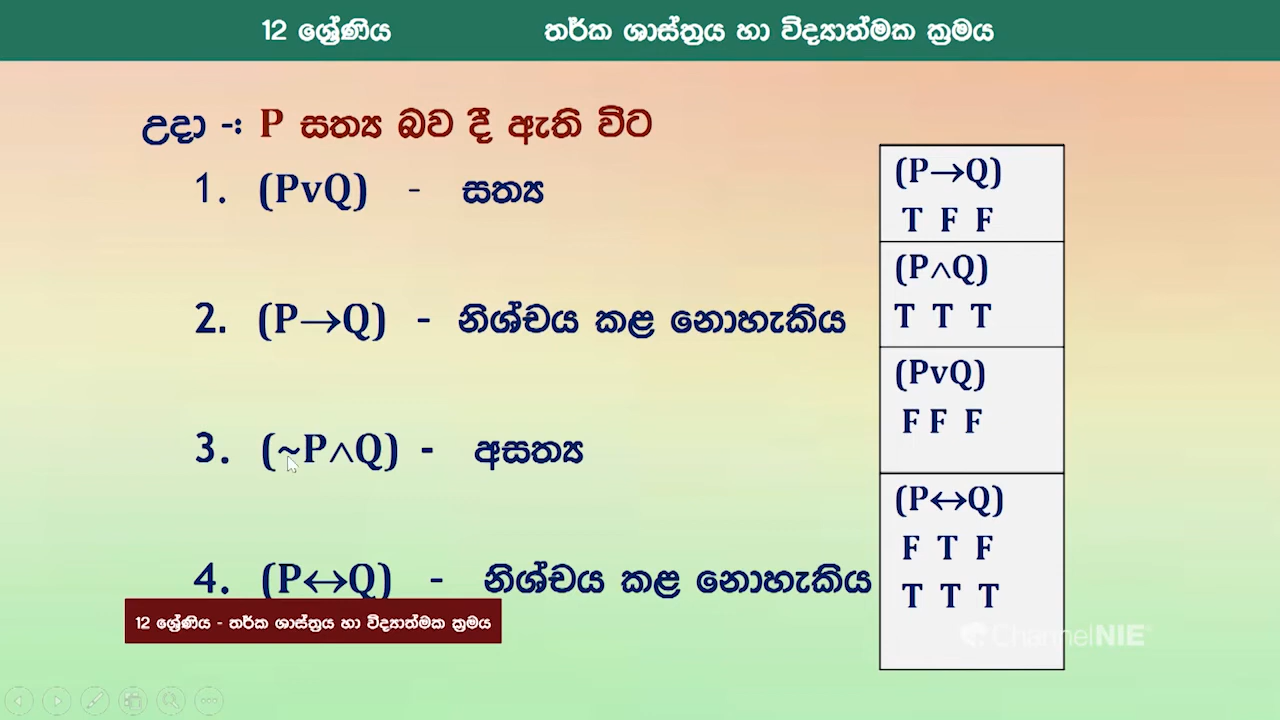 12 ශ්‍රේණිය තර්ක ශාස්ත්‍රය හා විද්‍යාත්මක ක්‍රමය
උදා -: P සත්‍ය බව දී ඇති විට
1. (PvQ) - සත්‍ය
2. (P→Q) - නිශ්චය කළ නොහැකිය
3. (~P∧Q) - අසත්‍ය
4. (P↔Q) - නිශ්චය කළ නොහැකිය
(P→Q)
T F F
(P∧Q)
T T T
(PvQ)
F F F
(P↔Q)
F T F
T T T
12 ශ්‍රේණිය - තර්ක ශාස්ත්‍රය හා විද්‍යාත්මක ක්‍රමය
ChannelNIE